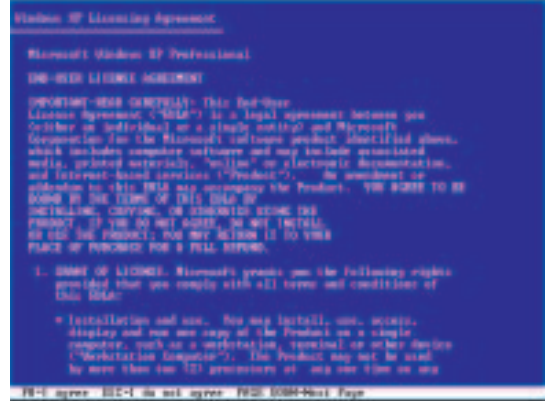 Windows XP Licensing Agreement
Microsoft Windows XP Professional
END-USER LICENSE AGREEMENT
IMPORTANT-READ CAREFULLY: This End-User
License Agreement ("EULA") is a legal agreement between you
(either an individual or a single entity) and Microsoft
Corporation for the Microsoft software product identified above,
which includes computer software and may include associated
media, printed materials, "online" or electronic documentation,
and Internet-based services ("Product"). An amendment or
addendum to this EULA may accompany the Product. YOU AGREE TO BE
BOUND BY THE TERMS OF THIS EULA BY
INSTALLING, COPYING, OR OTHERWISE USING THE
PRODUCT. IF YOU DO NOT AGREE, DO NOT INSTALL
OR USE THE PRODUCT; YOU MAY RETURN IT TO YOUR
PLACE OF PURCHASE FOR A FULL REFUND.
1. GRANT OF LICENSE. Microsoft grants you the following rights
provided that you comply with all terms and conditions of
this EULA:
* Installation and use. You may install, use, access,
display and run one copy of the Product on a single
computer, such as a workstation, terminal or other device
("Workstation Computer"). The Product may not be used
by more than two (2) processors at any one time on any
F8=I agree ESC=I do not agree PAGE DOWN=Next Page